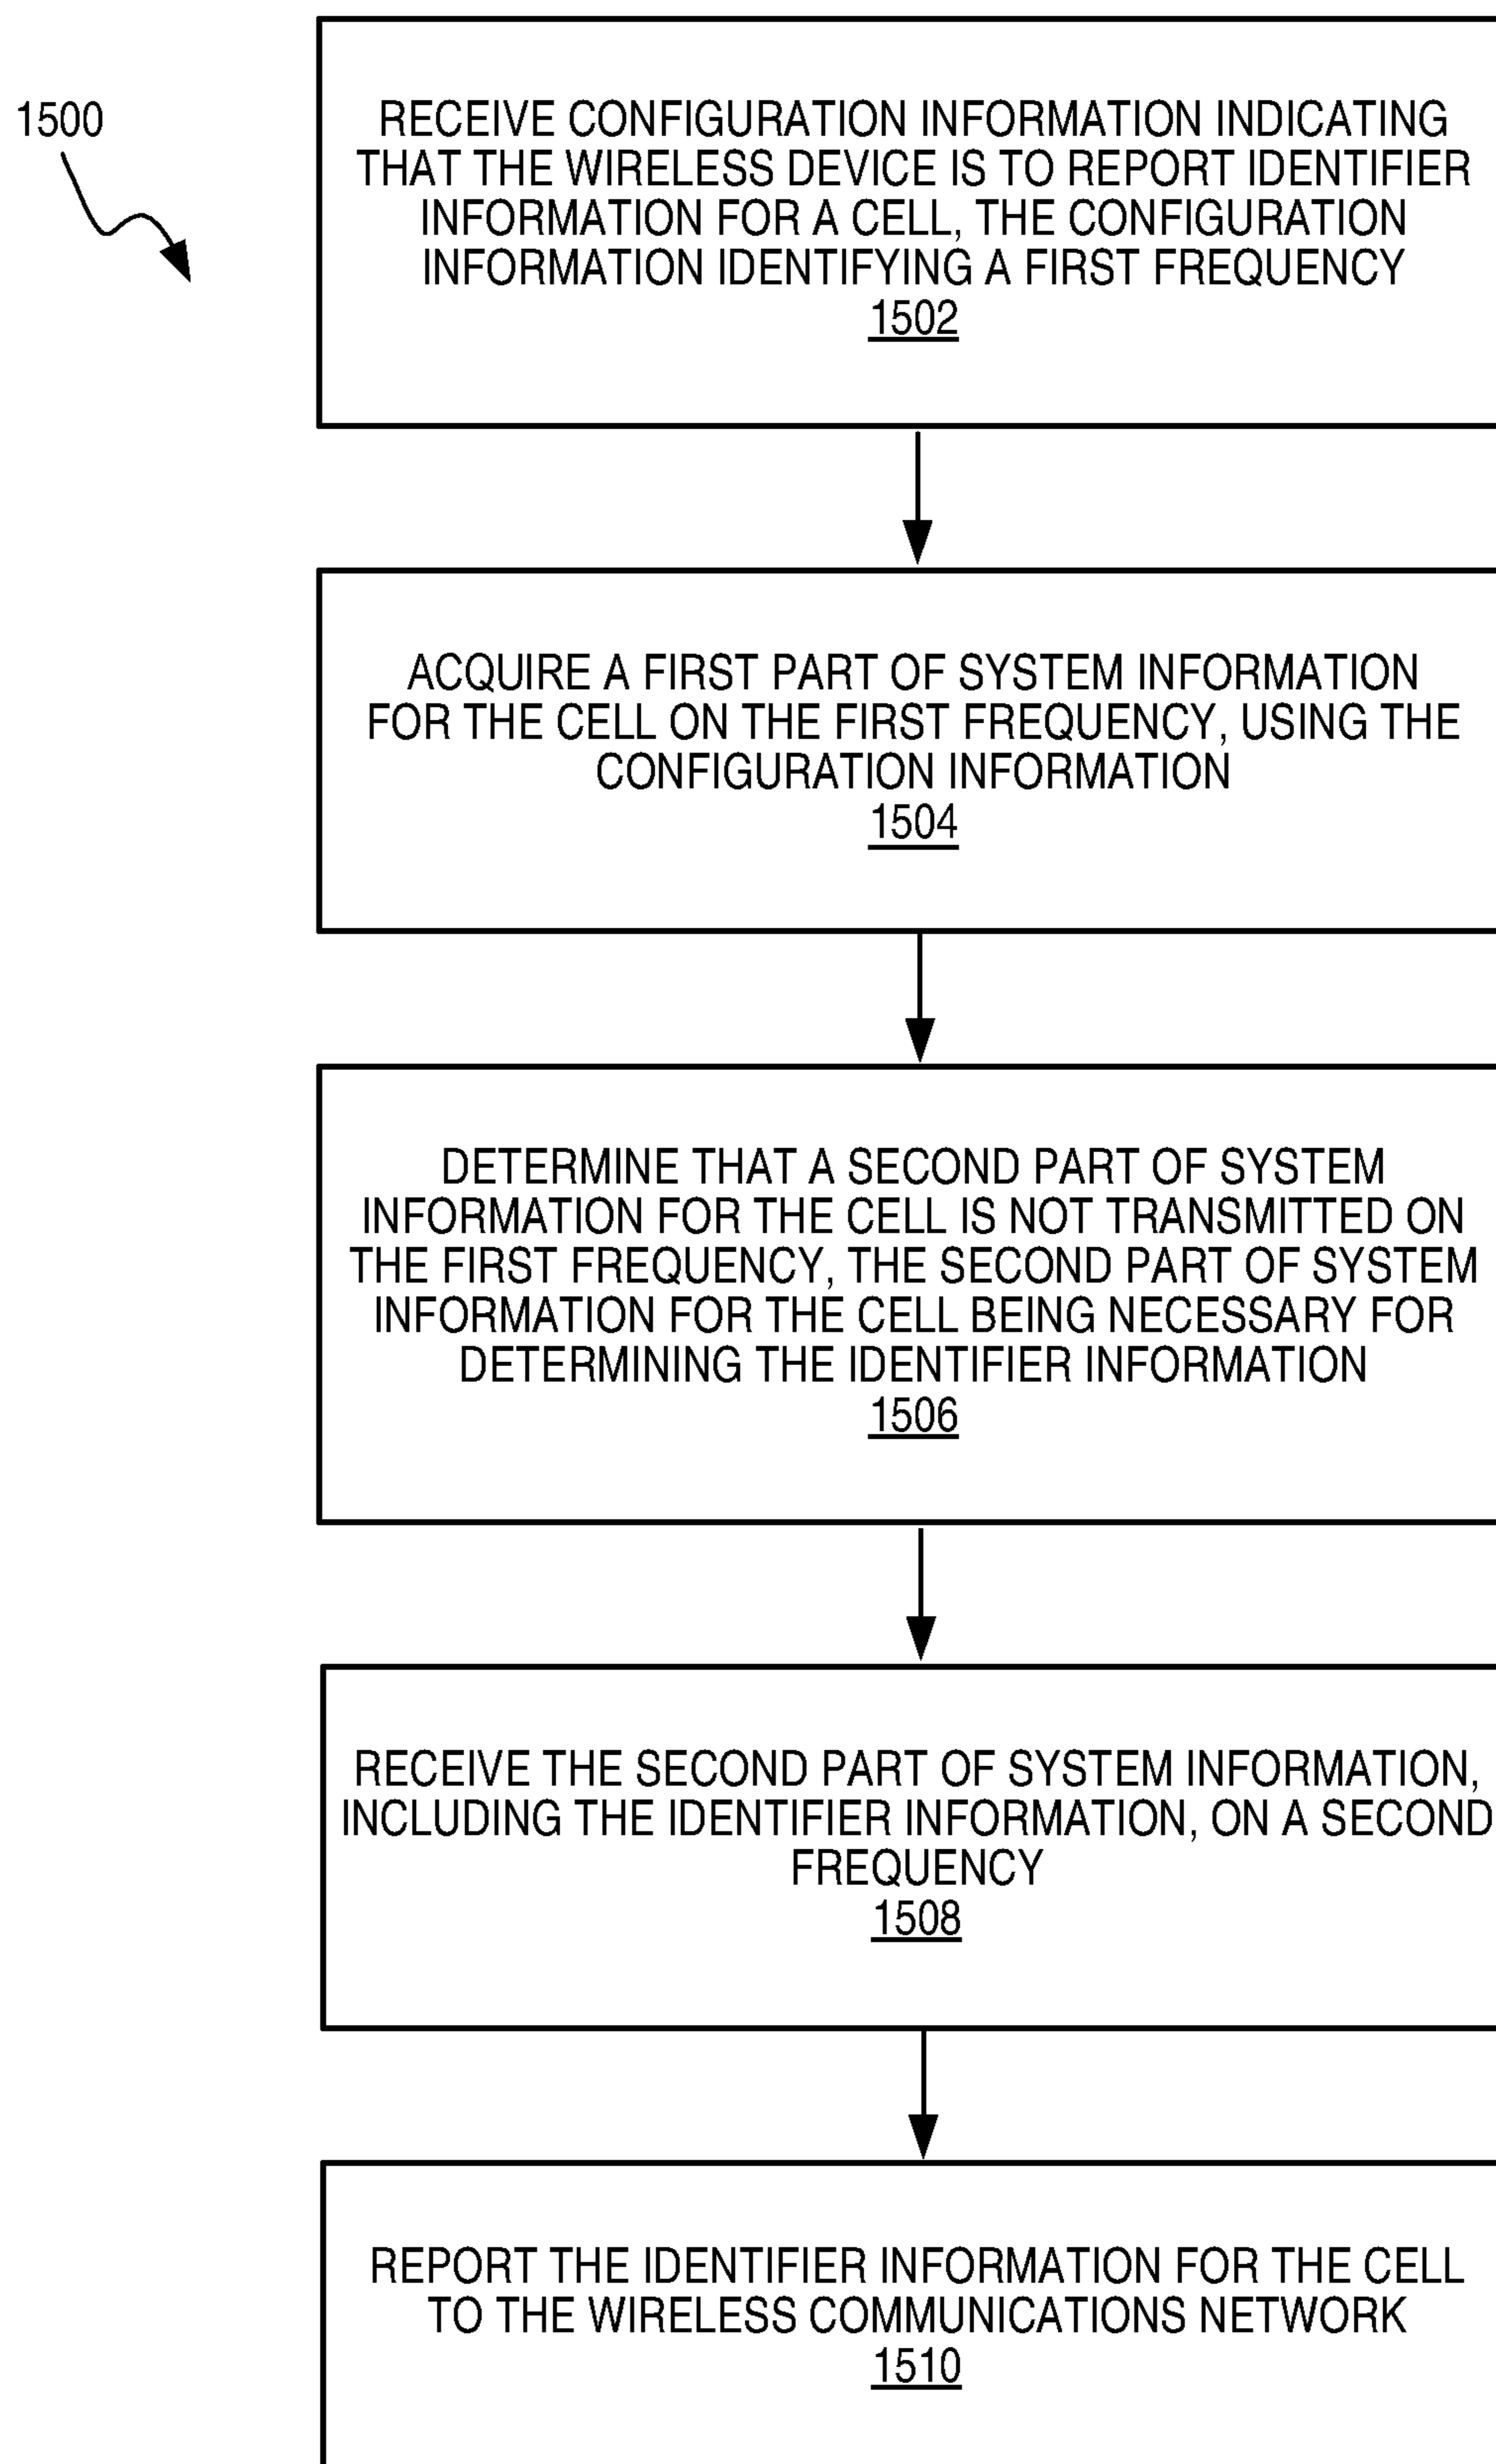 1500
RECEIVE CONFIGURATION INFORMATION INDICATING
THAT THE WIRELESS DEVICE IS TO REPORT IDENTIFIER
INFORMATION FOR A CELL, THE CONFIGURATION
INFORMATION IDENTIFYING A FIRST FREQUENCY
1502
ACQUIRE A FIRST PART OF SYSTEM INFORMATION
FOR THE CELL ON THE FIRST FREQUENCY, USING THE
CONFIGURATION INFORMATION
1504
DETERMINE THAT A SECOND PART OF SYSTEM
INFORMATION FOR THE CELL IS NOT TRANSMITTED ON
THE FIRST FREQUENCY, THE SECOND PART OF SYSTEM
INFORMATION FOR THE CELL BEING NECESSARY FOR
DETERMINING THE IDENTIFIER INFORMATION
1506
RECEIVE THE SECOND PART OF SYSTEM INFORMATION,
INCLUDING THE IDENTIFIER INFORMATION, ON A SECOND
FREQUENCY
1508
REPORT THE IDENTIFIER INFORMATION FOR THE CELL
TO THE WIRELESS COMMUNICATIONS NETWORK
1510